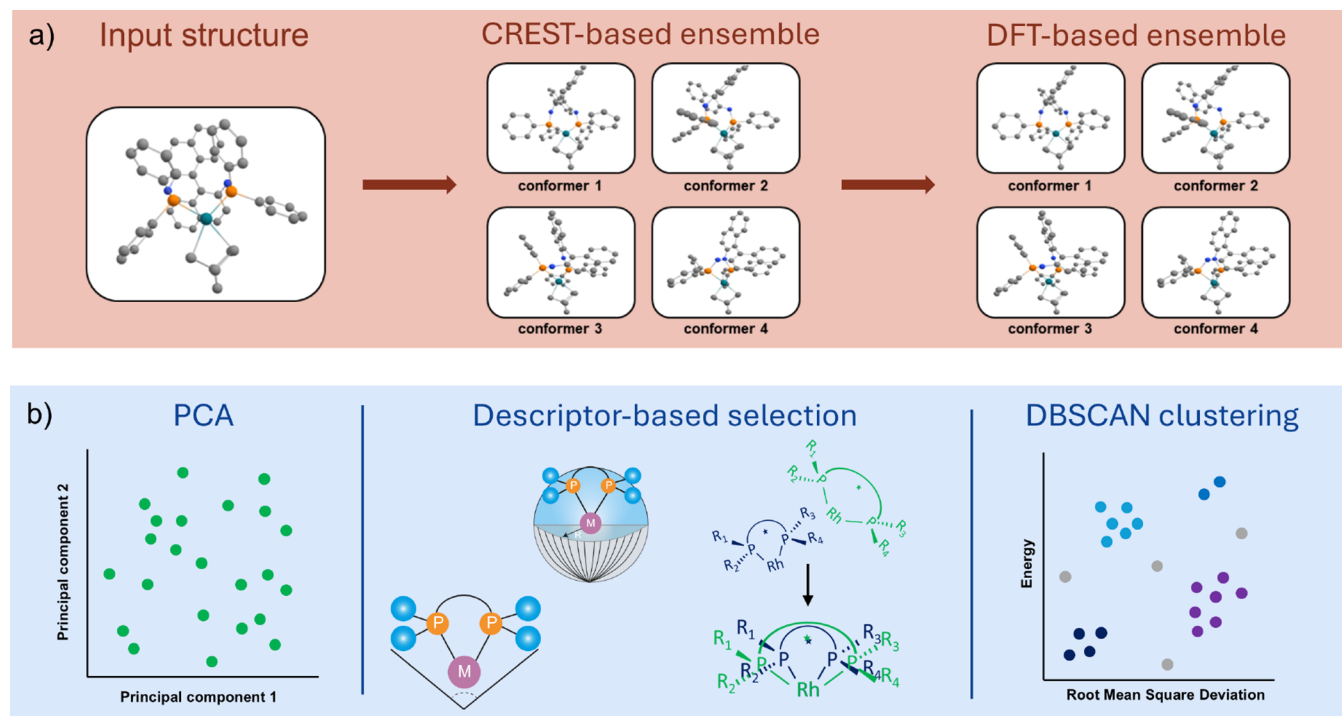 a)
Input structure
CREST-based ensemble
DFT-based ensemble
conformer 1
conformer 2
conformer 1
conformer 2
conformer 3
conformer 4
conformer 3
conformer 4
b)
PCA
Descriptor-based selection
DBSCAN clustering
Principal component 2
Principal component 1
P
P
M
R
P
P
M
R1
R2
P
Rh
P
R3
R4
*
R1
R2
P
P
Rh
R3
R4
*
R1
R1
R2
R2
P
P
P
P
Rh
R3
R3
R4
R4
*
*
Energy
Root Mean Square Deviation